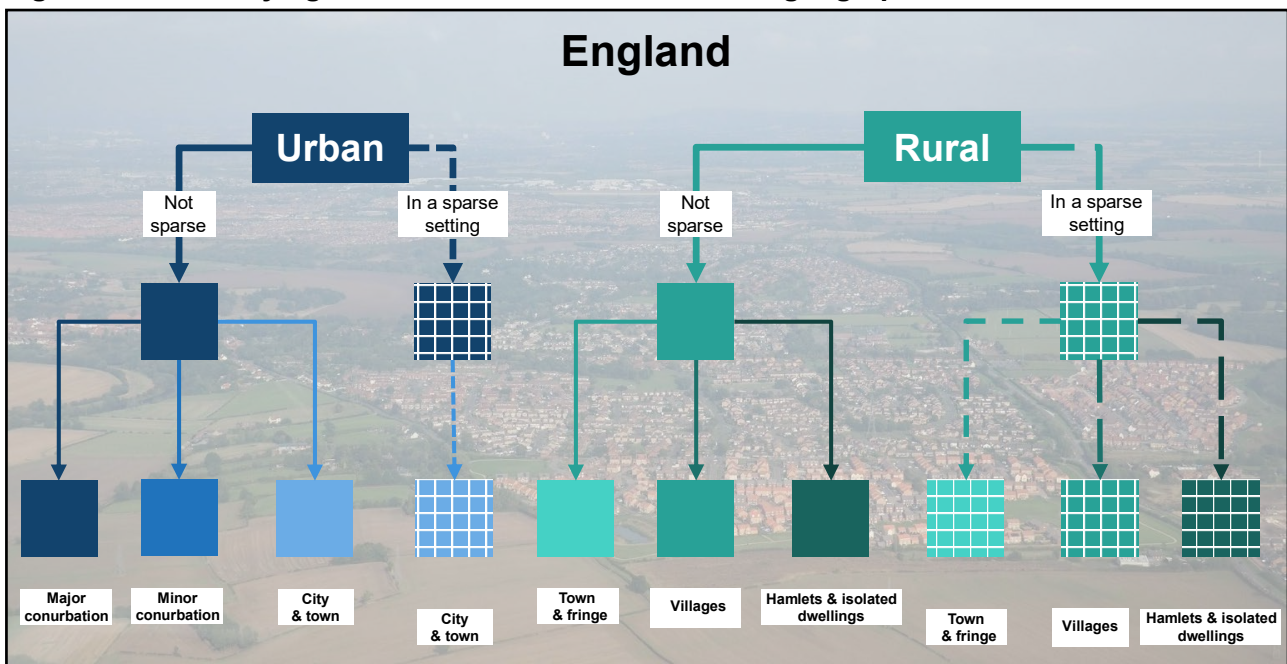 England
Urban
Rural
Not
sparse
In a sparse
setting
Not
sparse
In a sparse
setting
Major
conurbation
Minor
conurbation
City
& town
City
& town
Town
& fringe
Villages
Hamlets & isolated
dwellings
Town
& fringe
Villages
Hamlets & isolated
dwellings